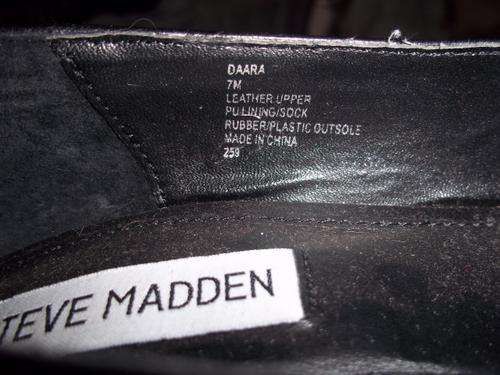 DAARA
7M
LEATHER UPPER
PU LINING/SOCK
RUBBER/PLASTIC OUTSOLE
MADE IN CHINA
259
TEVE MADDEN